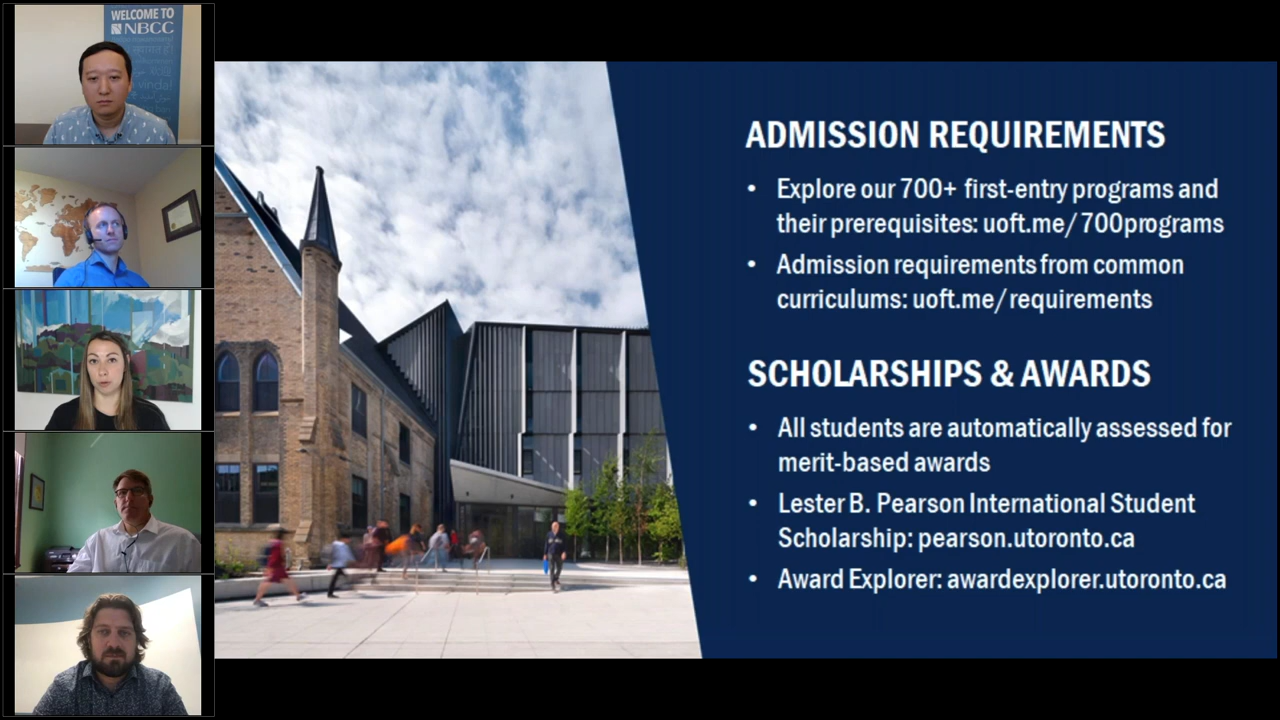 WELCOME TO
NBCC
ADMISSION REQUIREMENTS
• Explore our 700+ first-entry programs and
their prerequisites: uoft.me/700programs
• Admission requirements from common
curriculums: uoft.me/requirements
SCHOLARSHIPS & AWARDS
• All students are automatically assessed for
merit-based awards
• Lester B. Pearson International Student
Scholarship: pearson.utoronto.ca
• Award Explorer: awardexplorer.utoronto.ca